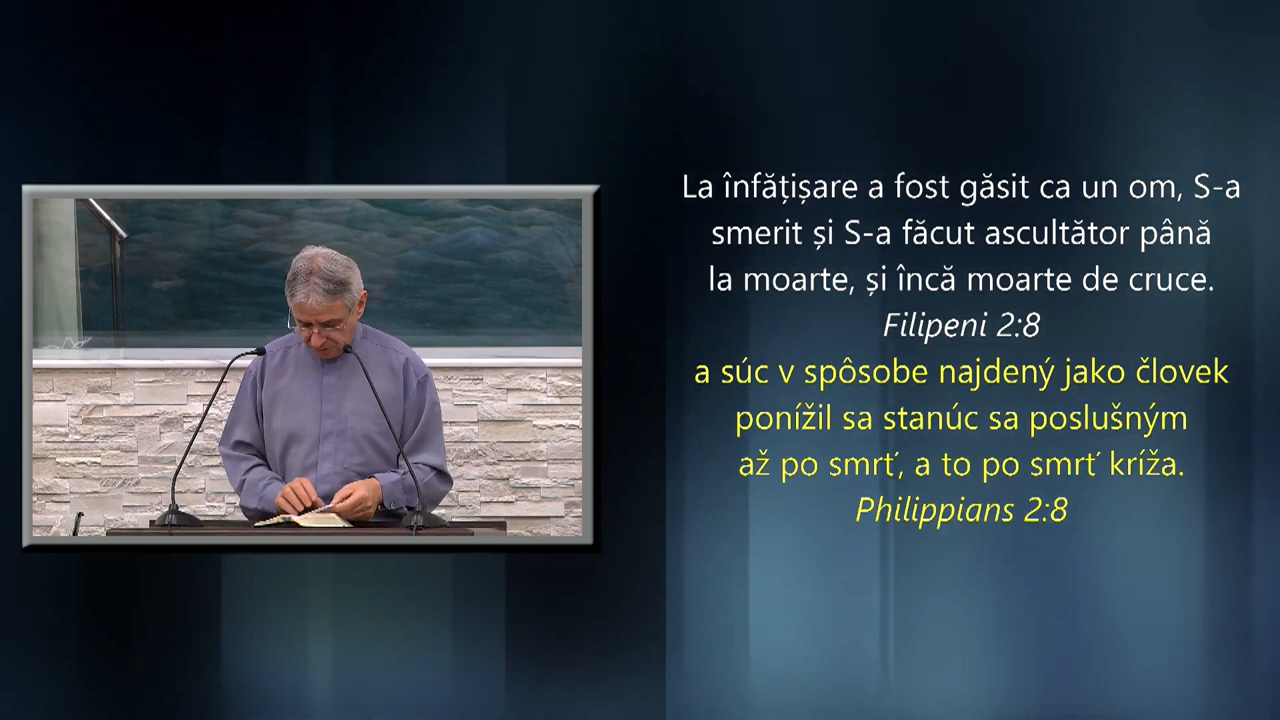 La înfățișare a fost găsit ca un om, S-a
smerit și S-a făcut ascultător până
la moarte, și încă moarte de cruce.
Filipeni 2:8
a súc v spôsobe najdený jako človek
ponížil sa stanúc sa poslušným
až po smrť, a to po smrť kríža.
Philippians 2:8